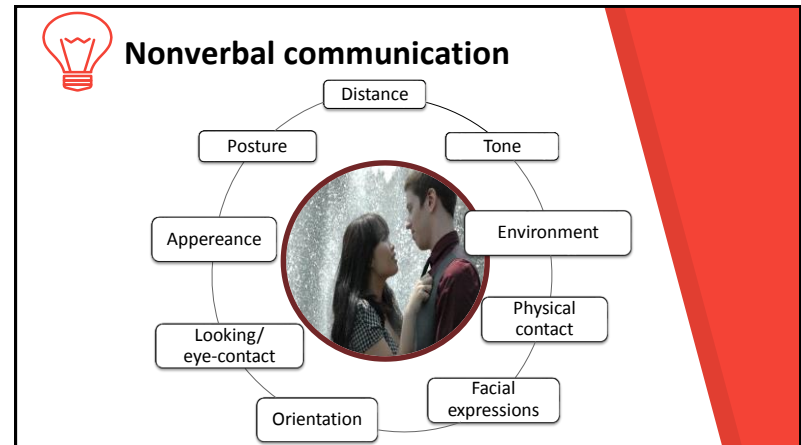 Nonverbal communication
Distance
Tone
Environment
Physical
contact
Facial
expressions
Orientation
Looking/
eye-contact
Appereance
Posture